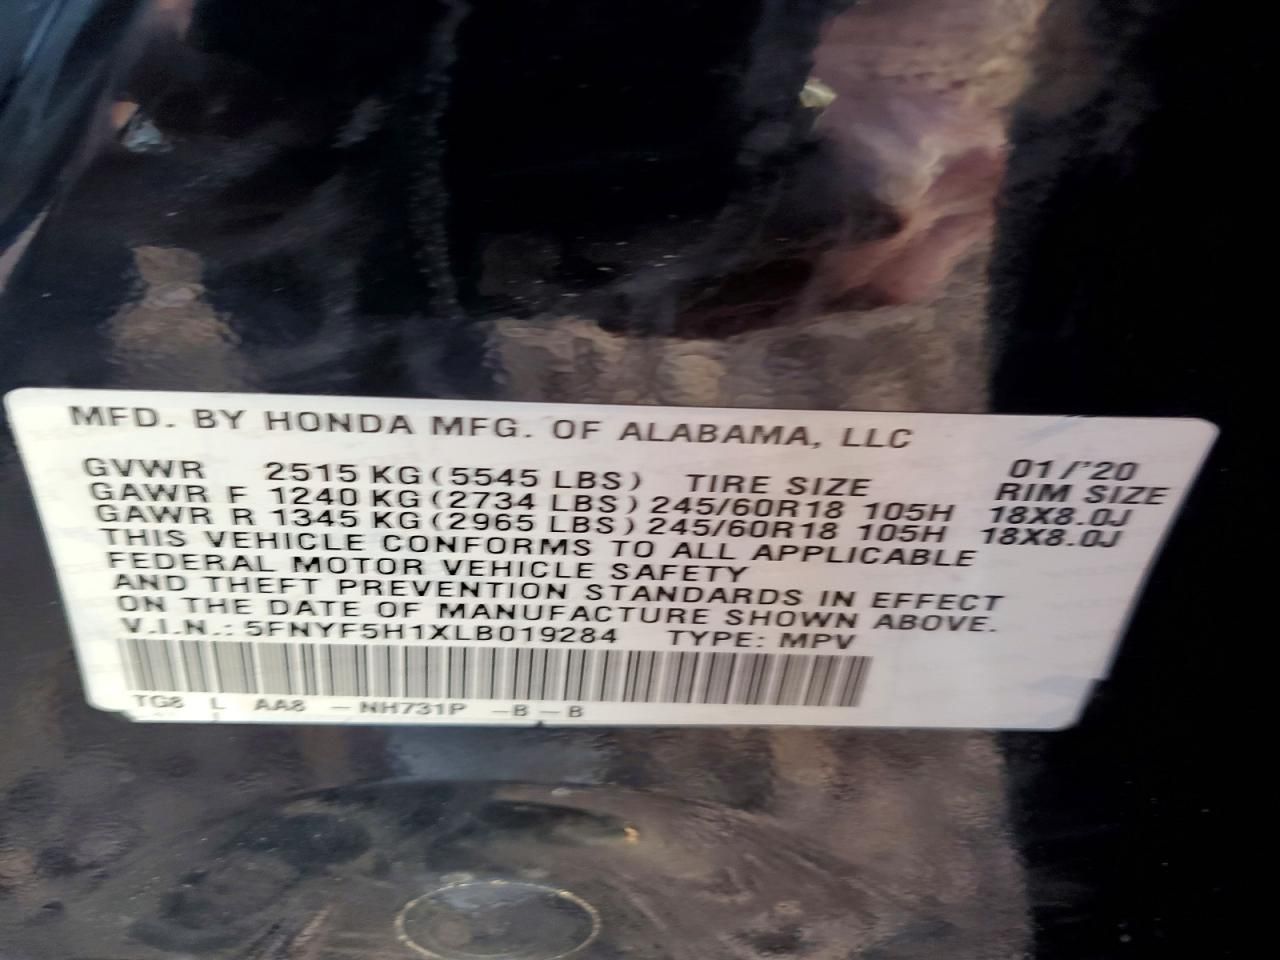 MFD. BY HONDA MFG. OF ALABAMA, LLC
01/'20
GVWR 2515 KG (5545 LBS) TIRE SIZE RIM SIZE
GAWR F 1240 KG (2734 LBS) 245/60R18 105H 18X8.0J
GAWR R 1345 KG (2965 LBS) 245/60R18 105H 18X8.0J
THIS VEHICLE CONFORMS TO ALL APPLICABLE
FEDERAL MOTOR VEHICLE SAFETY
AND THEFT PREVENTION STANDARDS IN EFFECT
ON THE DATE OF MANUFACTURE SHOWN ABOVE.
V.I.N.: 5FNYF5H1XLB019284 TYPE: MPV
TG8 L AA8 – NH731P – B – B